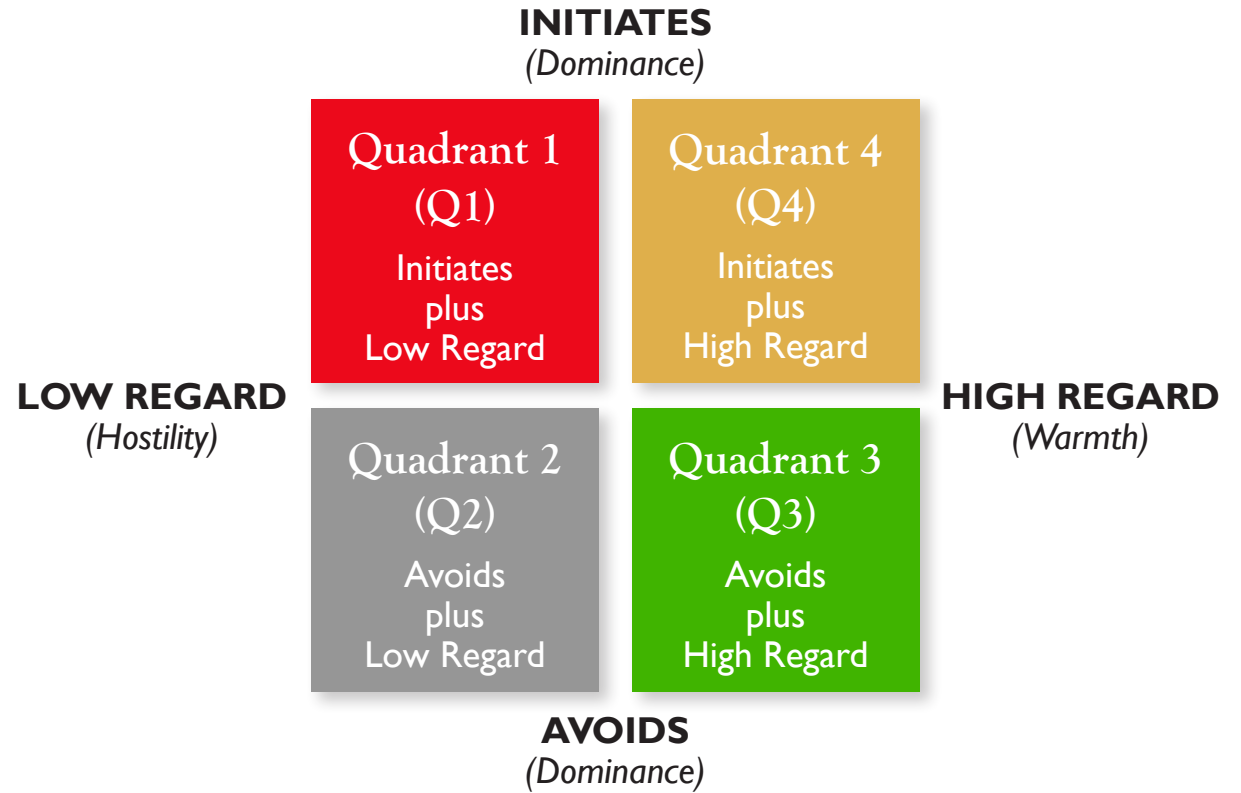 INITIATES
(Dominance)
Quadrant 1
(Q1)
Initiates
plus
Low Regard
Quadrant 4
(Q4)
Initiates
plus
High Regard
LOW REGARD
(Hostility)
HIGH REGARD
(Warmth)
Quadrant 2
(Q2)
Avoids
plus
Low Regard
Quadrant 3
(Q3)
Avoids
plus
High Regard
AVOIDS
(Dominance)